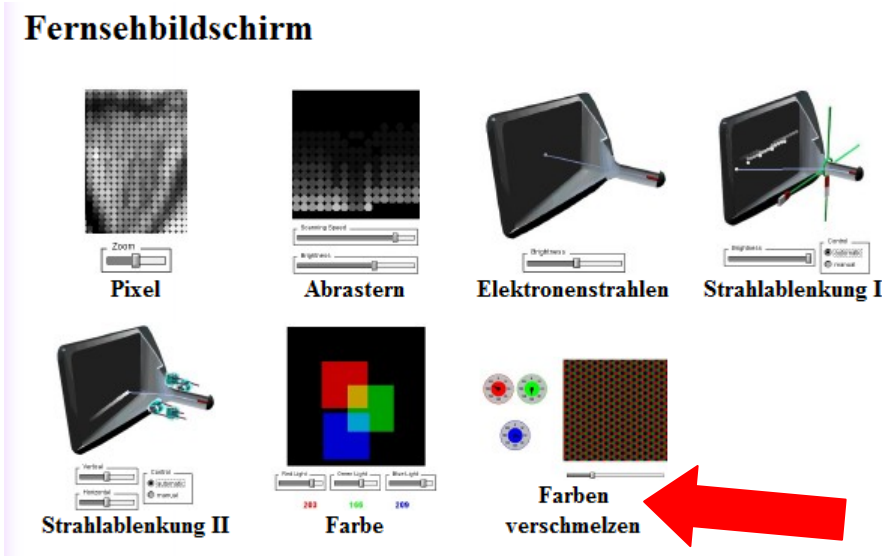 Fernsehbildschirm
Zoom
Pixel
Scanning Speed
Brightness
Abrastern
Brightness
Elektronenstrahlen
Brightness
Control
automatic
manual
Strahlablenkung I
Vertical
Horizontal
Control
automatic
manual
Strahlablenkung II
Red Light
Green Light
Blue Light
203
166
209
Farbe
Farben
verschmelzen